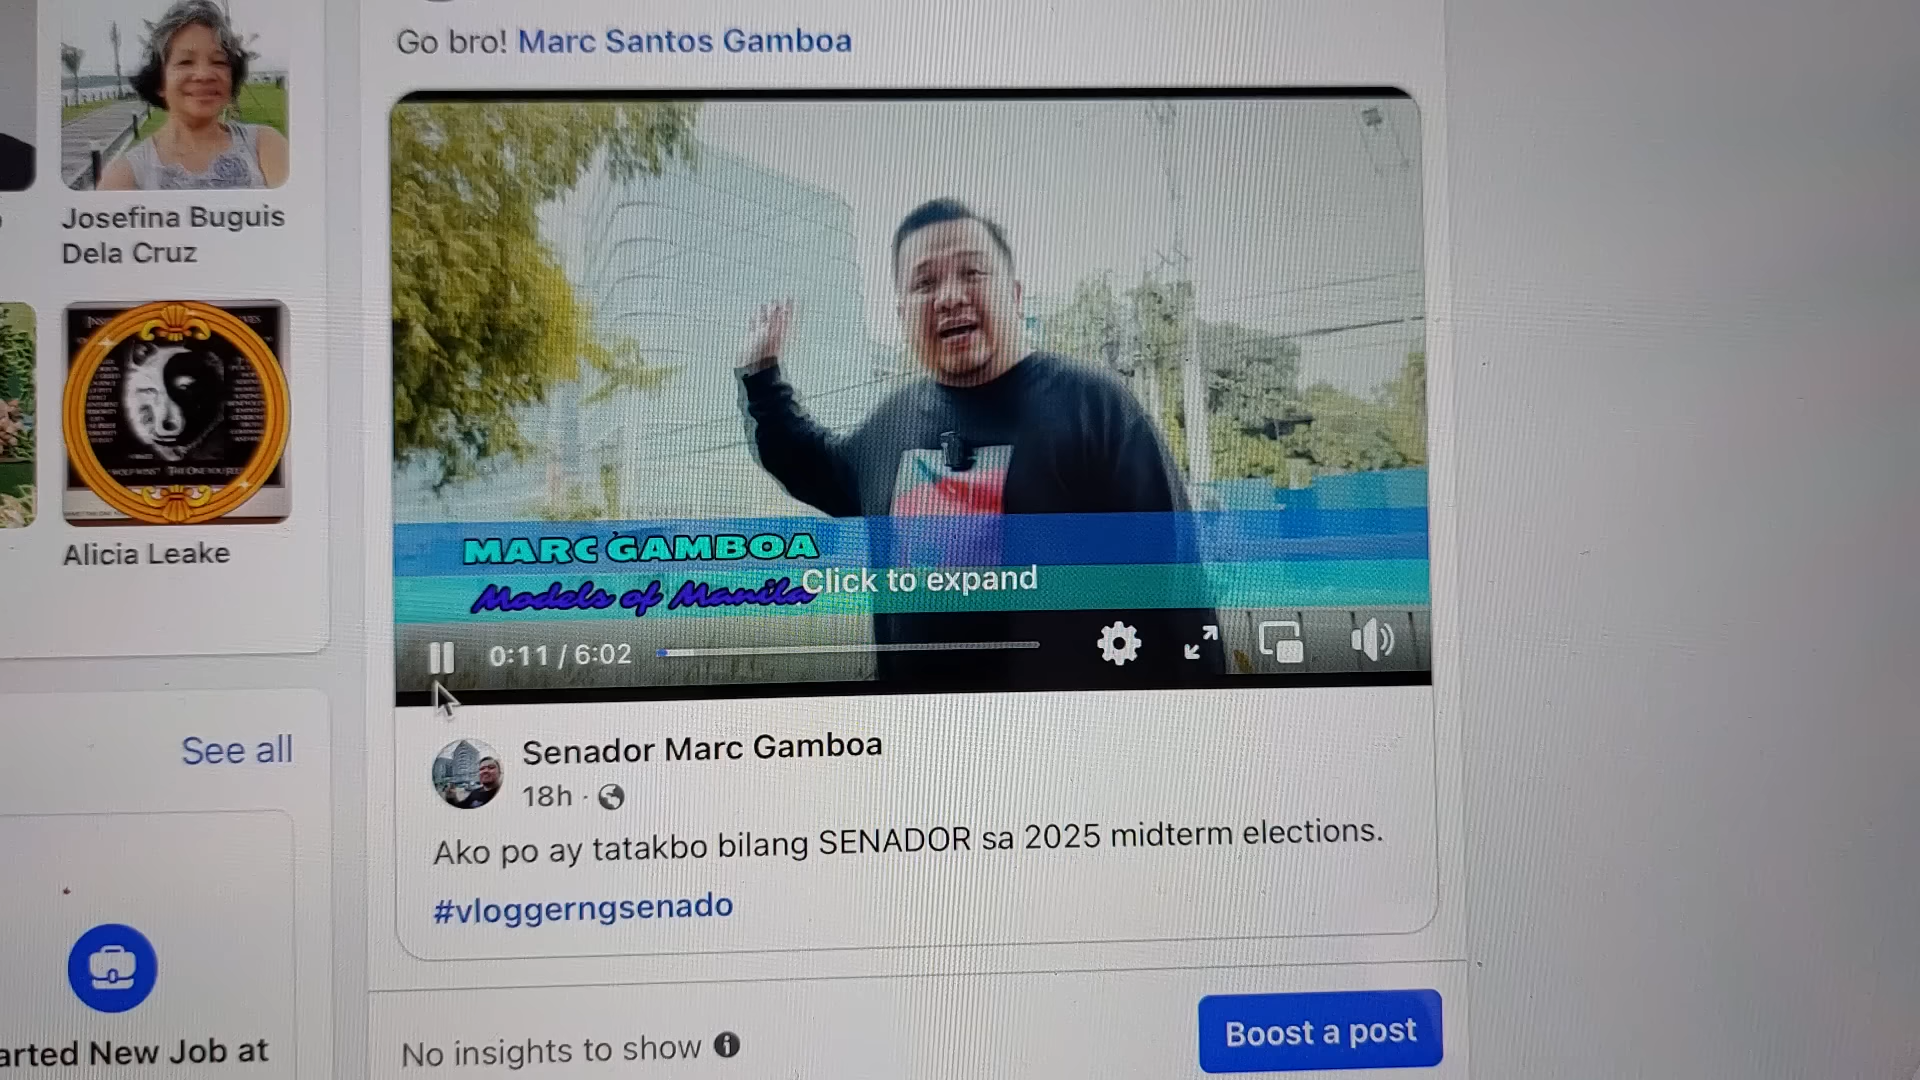 Go bro! Marc Santos Gamboa
Josefina Buguis
Dela Cruz
Alicia Leake
MARC GAMBOA
Models of Manila
Click to expand
0:11 / 6:02
See all
Senador Marc Gamboa
18h
Ako po ay tatakbo bilang SENADOR sa 2025 midterm elections.
#vloggerngsenado
arted New Job at
No insights to show
Boost a post